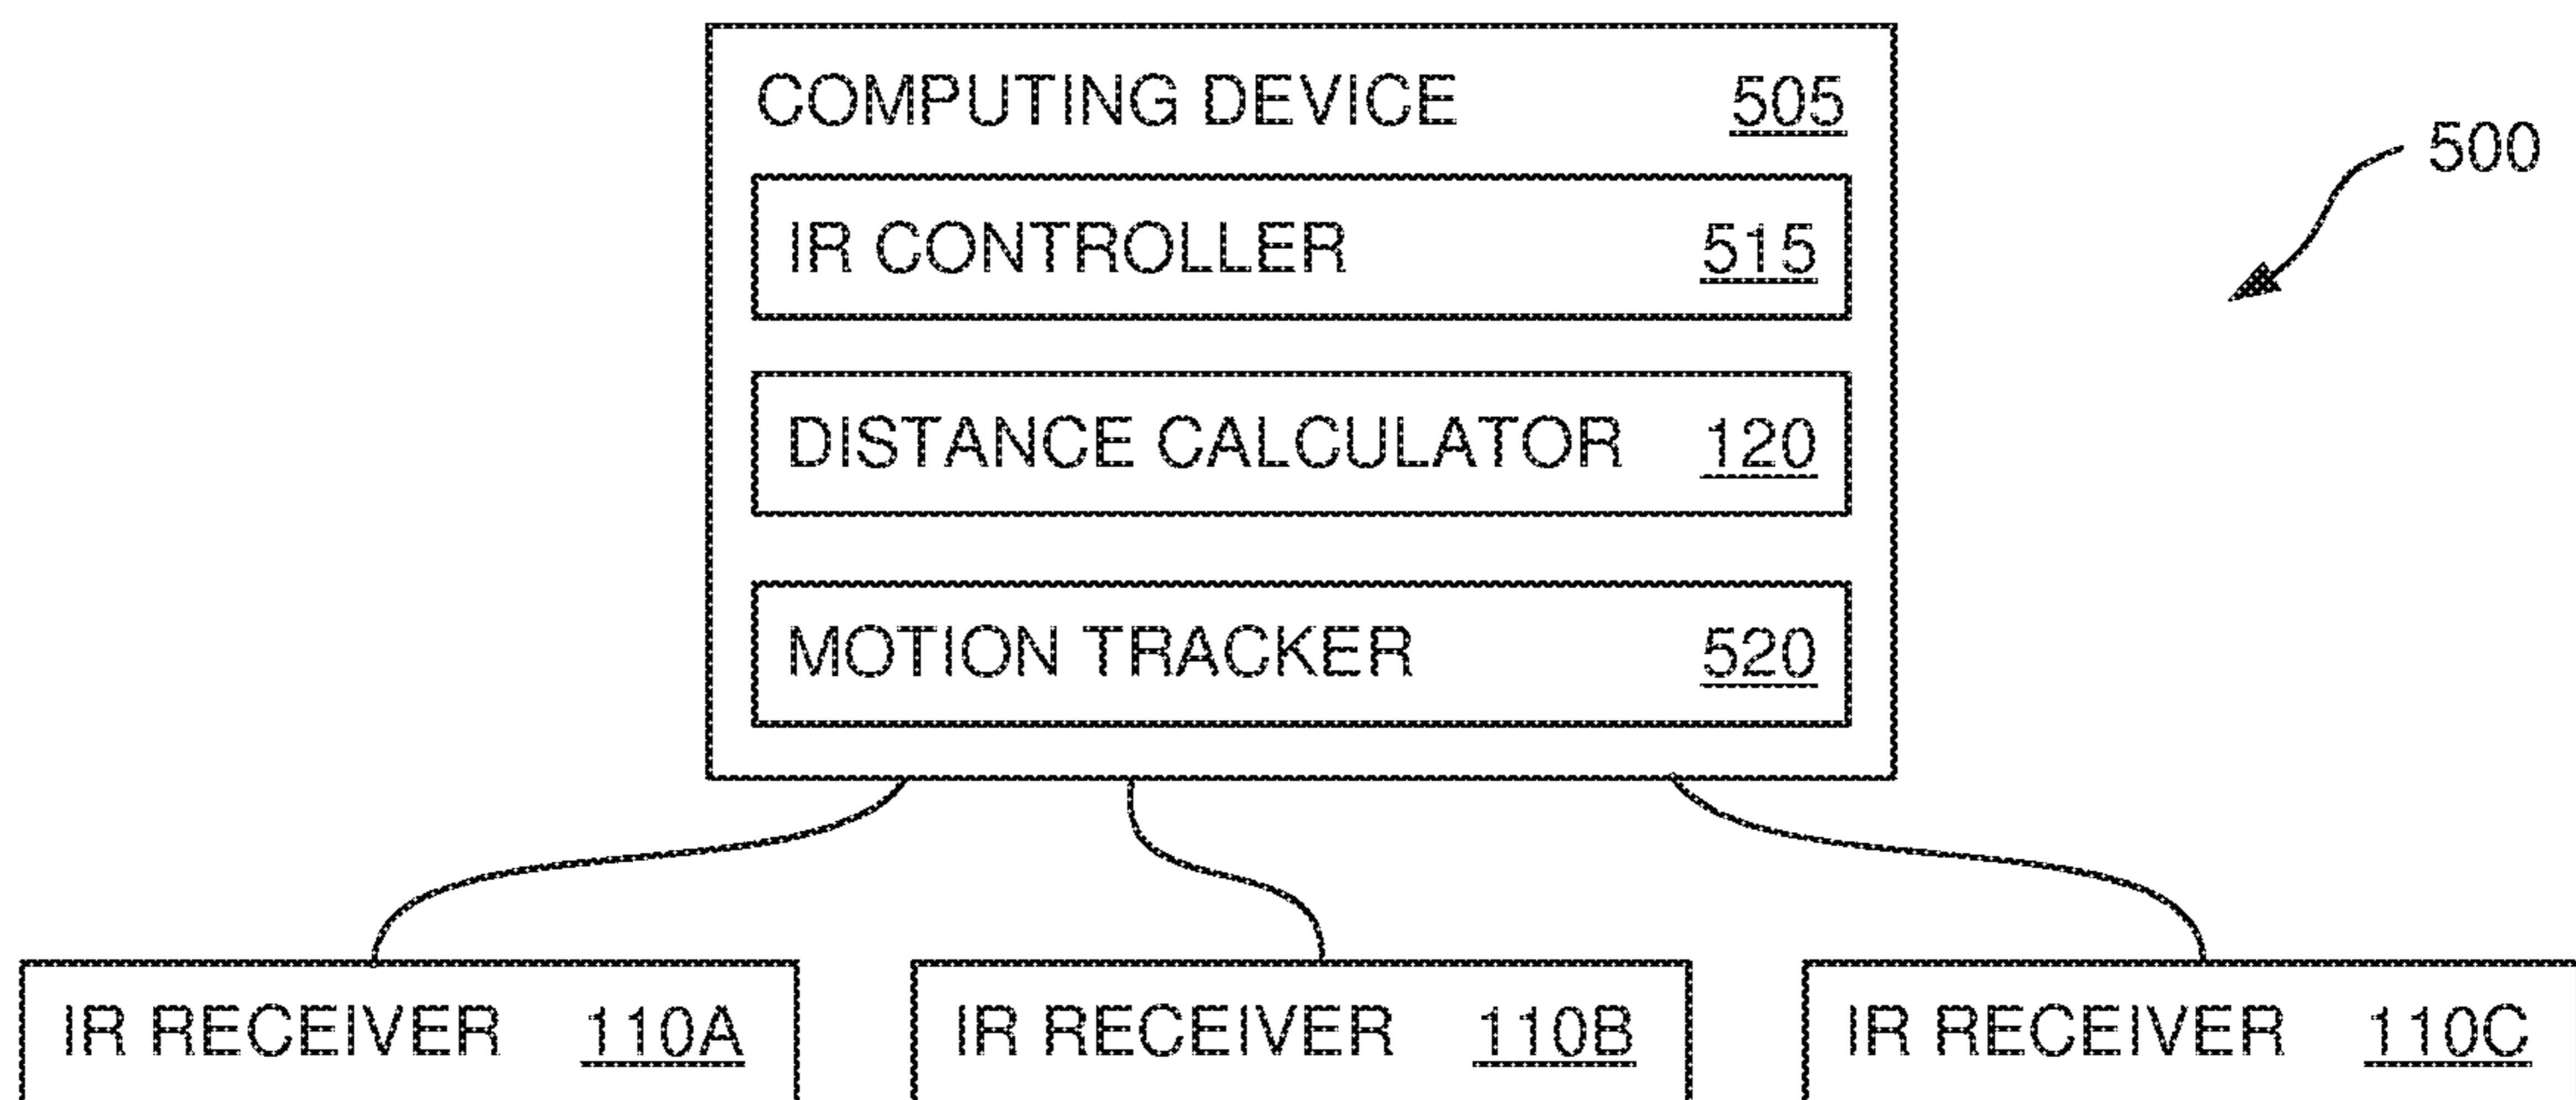 COMPUTING DEVICE 505
500
IR CONTROLLER 515
DISTANCE CALCULATOR 120
MOTION TRACKER 520
IR RECEIVER 110A
IR RECEIVER 110B
IR RECEIVER 110C